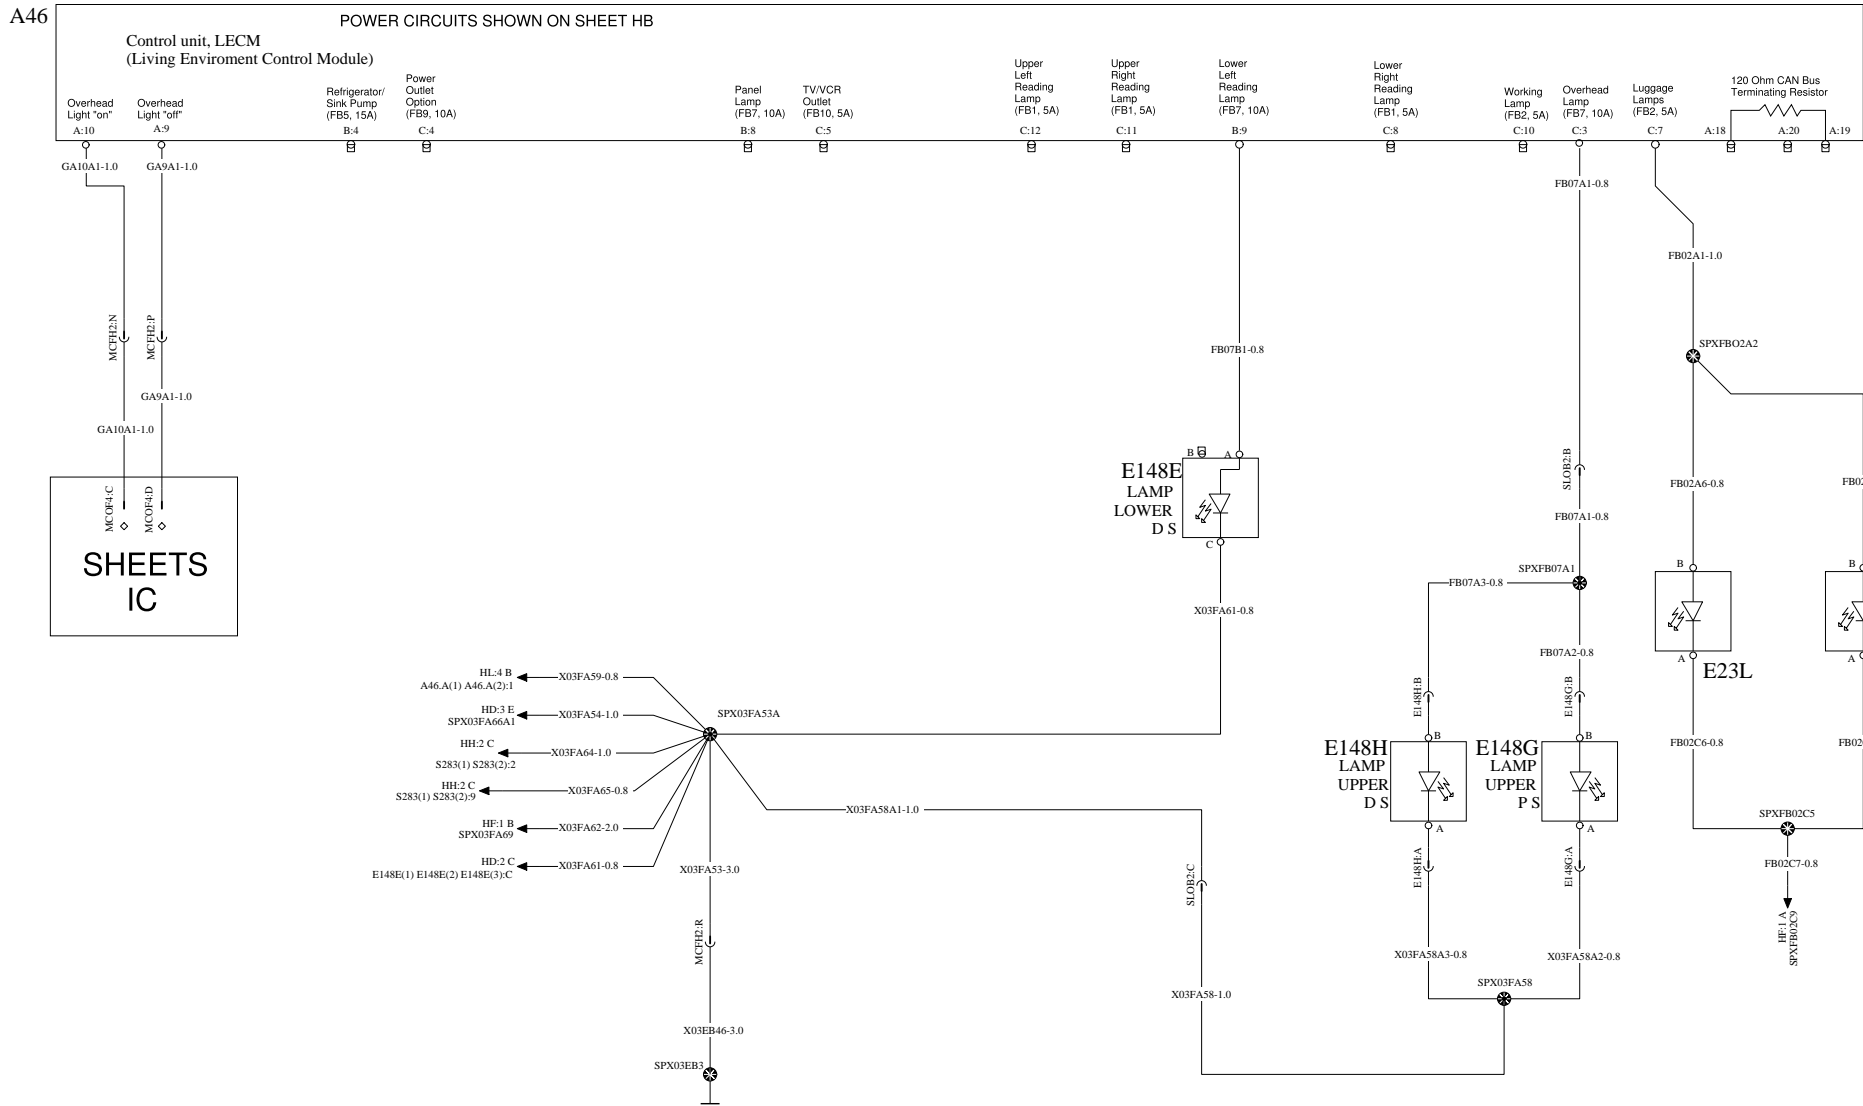 A46
POWER CIRCUITS SHOWN ON SHEET HB
Control unit, LECM
(Living Enviroment Control Module)
Overhead
Light "on"
A:10
Overhead
Light "off"
A:9
Refrigerator/
Sink Pump
(FB5, 15A)
B:4
Power
Outlet
Option
(FB9, 10A)
C:4
Panel
Lamp
(FB7, 10A)
B:8
TV/VCR
Outlet
(FB10, 5A)
C:5
Upper
Left
Reading
Lamp
(FB1, 5A)
C:12
Upper
Right
Reading
Lamp
(FB1, 5A)
C:11
Lower
Left
Reading
Lamp
(FB7, 10A)
B:9
Lower
Right
Reading
Lamp
(FB1, 5A)
C:8
Working
Lamp
(FB2, 5A)
C:10
Overhead
Lamp
(FB7, 10A)
C:3
Luggage
Lamps
(FB2, 5A)
C:7
120 Ohm CAN Bus
Terminating Resistor
A:18
A:20
A:19
GA10A1-1.0
GA9A1-1.0
FB07A1-0.8
FB02A1-1.0
MCFH2:N
MCFH2:P
FB07B1-0.8
SPXFBO2A2
GA9A1-1.0
GA10A1-1.0
MCOF4:C
MCOF4:D
SHEETS
IC
B
A
E148E
LAMP
LOWER
D S
C
SLOB2:B
FB07A1-0.8
FB02A6-0.8
FB02
SPXFB07A1
FB07A3-0.8
B
B
X03FA61-0.8
FB07A2-0.8
A
E23L
A
HL:4 B
A46.A(1) A46.A(2):1
X03FA59-0.8
HD:3 E
SPX03FA66A1
X03FA54-1.0
HH:2 C
S283(1) S283(2):2
X03FA64-1.0
HH:2 C
S283(1) S283(2):9
X03FA65-0.8
HF:1 B
SPX03FA69
X03FA62-2.0
HD:2 C
E148E(1) E148E(2) E148E(3):C
X03FA61-0.8
SPX03FA53A
X03FA58A1-1.0
X03FA53-3.0
E148H:B
E148G:B
B
B
E148H
LAMP
UPPER
D S
E148G
LAMP
UPPER
P S
A
A
FB02C6-0.8
FB02
SPXFB02C5
FB02C7-0.8
E148H:A
E148G:A
SLOB2:C
MCFH2:R
HF:1 A
SPXFB02C9
X03FA58A3-0.8
X03FA58A2-0.8
SPX03FA58
X03FA58-1.0
X03EB46-3.0
SPX03EB3